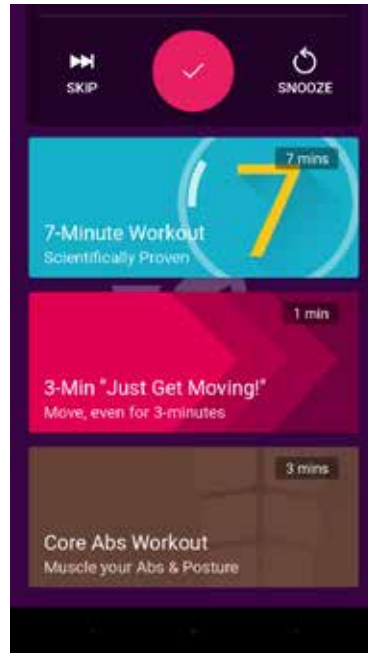 SKIP
SNOOZE
7 mins
7
7-Minute Workout
Scientifically Proven
1 min
3-Min "Just Get Moving!"
Move, even for 3-minutes
3 mins
Core Abs Workout
Muscle your Abs & Posture